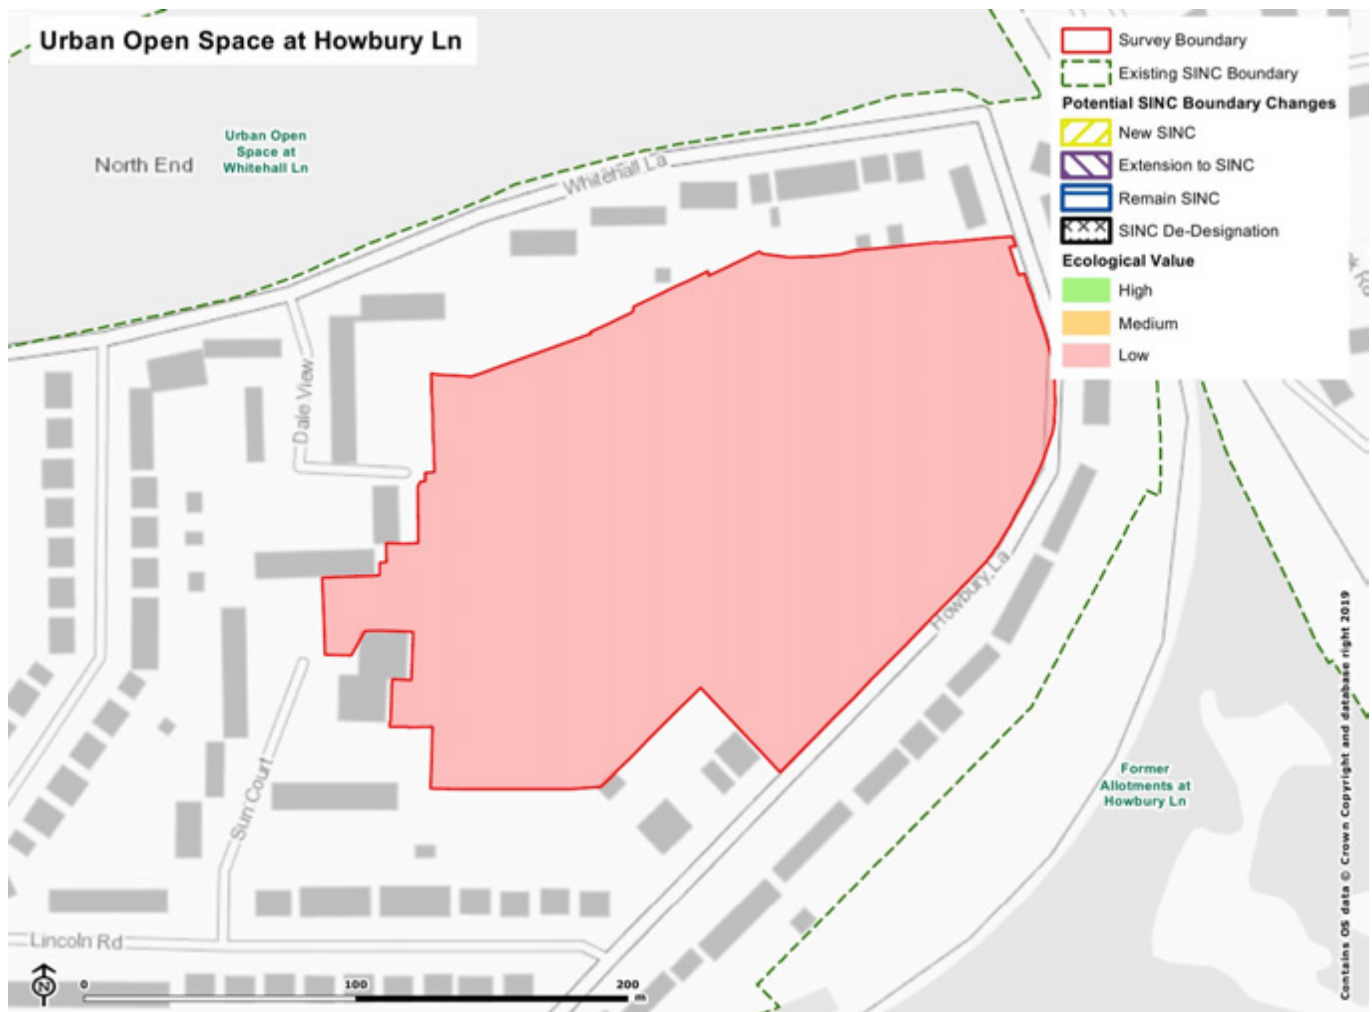 Urban Open Space at Howbury Ln
Survey Boundary
Existing SINC Boundary
Potential SINC Boundary Changes
New SINC
Extension to SINC
Remain SINC
SINC De-Designation
Ecological Value
High
Medium
Low
North End
Urban Open
Space at
Whitehall Ln
Whitehall La
Dale View
Howbury La
Sun Court
Lincoln Rd
Former
Allotments at
Howbury Ln
N
0 100 200
m
Contains OS data © Crown Copyright and database right 2019